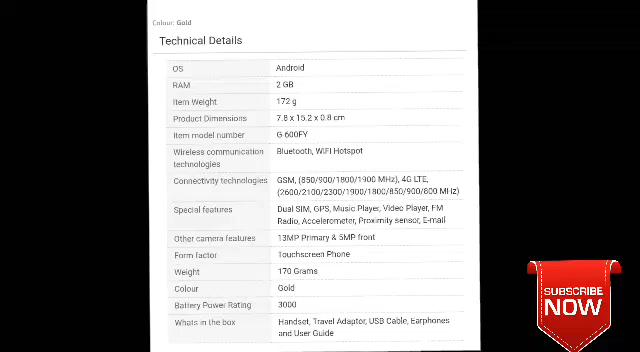 Colour: Gold
Technical Details
OS Android
RAM 2 GB
Item Weight 172 g
Product Dimensions 7.8 x 15.2 x 0.8 cm
Item model number G-600FY
Wireless communication technologies Bluetooth, WiFi Hotspot
Connectivity technologies GSM, (850/900/1800/1900 MHz), 4G LTE,
(2600/2100/2300/1900/1800/850/900/800 MHz)
Special features Dual SIM, GPS, Music Player, Video Player, FM
Radio, Accelerometer, Proximity sensor, E-mail
Other camera features 13MP Primary & 5MP front
Form factor Touchscreen Phone
Weight 170 Grams
Colour Gold
Battery Power Rating 3000
Whats in the box Handset, Travel Adaptor, USB Cable, Earphones
and User Guide
SUBSCRIBE
NOW